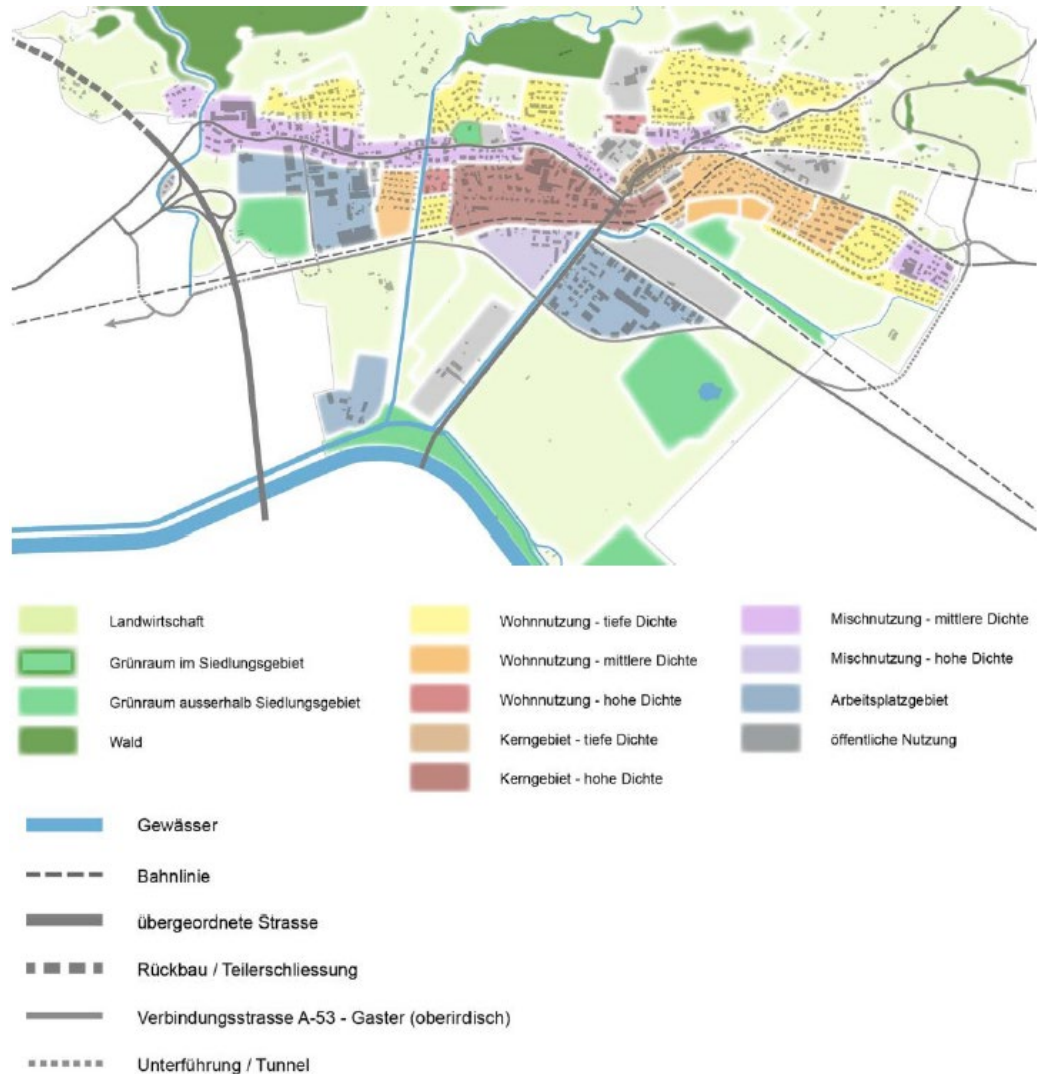 Landwirtschaft
Grünraum im Siedlungsgebiet
Grünraum ausserhalb Siedlungsgebiet
Wald
Wohnnutzung - tiefe Dichte
Wohnnutzung - mittlere Dichte
Wohnnutzung - hohe Dichte
Kerngebiet - tiefe Dichte
Kerngebiet - hohe Dichte
Mischnutzung - mittlere Dichte
Mischnutzung - hohe Dichte
Arbeitsplatzgebiet
öffentliche Nutzung
Gewässer
Bahnlinie
übergeordnete Strasse
Rückbau / Teilerschliessung
Verbindungsstrasse A-53 - Gaster (oberirdisch)
Unterführung / Tunnel